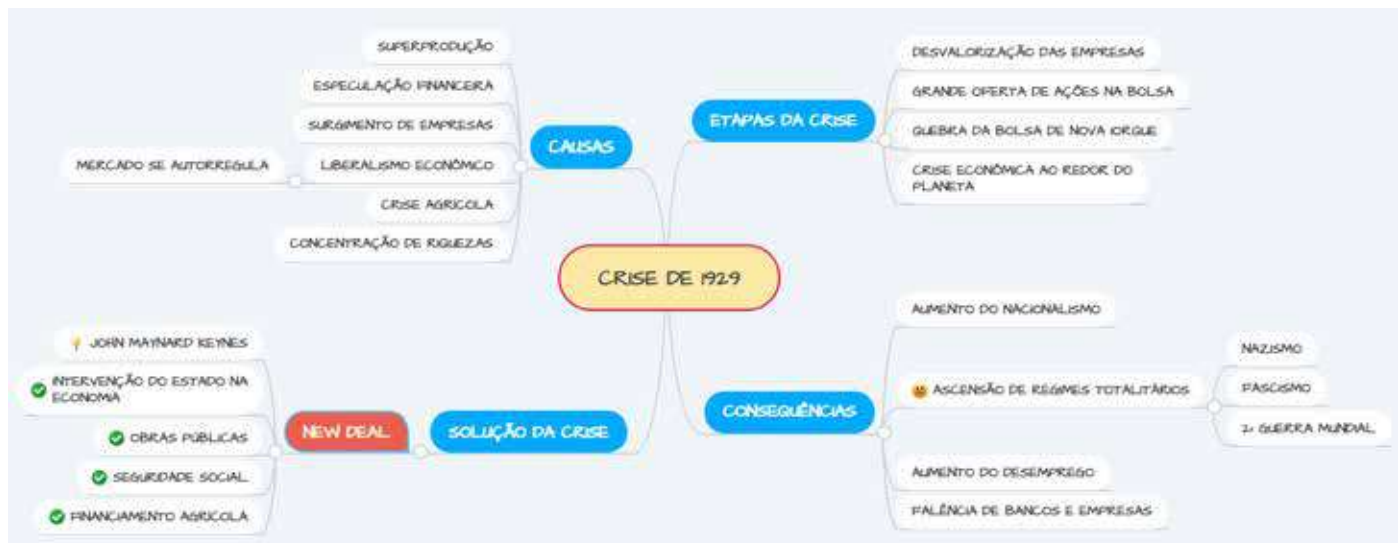 SUPERPRODUÇÃO
ESPECULAÇÃO FINANCEIRA
SURGIMENTO DE EMPRESAS
CAUSAS
MERCADO SE AUTORREGULA
LIBERALISMO ECONÔMICO
CRISE AGRÍCOLA
CONCENTRAÇÃO DE RIQUEZAS
ETAPAS DA CRISE
DESVALORIZAÇÃO DAS EMPRESAS
GRANDE OFERTA DE AÇÕES NA BOLSA
QUEBRA DA BOLSA DE NOVA IORQUE
CRISE ECONÔMICA AO REDOR DO
PLANETA
CRISE DE 1929
JOHN MAYNARD KEYNES
INTERVENÇÃO DO ESTADO NA
ECONOMIA
OBRAS PÚBLICAS
SEGURIDADE SOCIAL
FINANCIAMENTO AGRÍCOLA
NEW DEAL
SOLUÇÃO DA CRISE
CONSEQUÊNCIAS
AUMENTO DO NACIONALISMO
ASCENSÃO DE REGIMES TOTALITÁRIOS
NAZISMO
FASCISMO
GUERRA MUNDIAL
AUMENTO DO DESEMPREGO
FALÊNCIA DE BANCOS E EMPRESAS